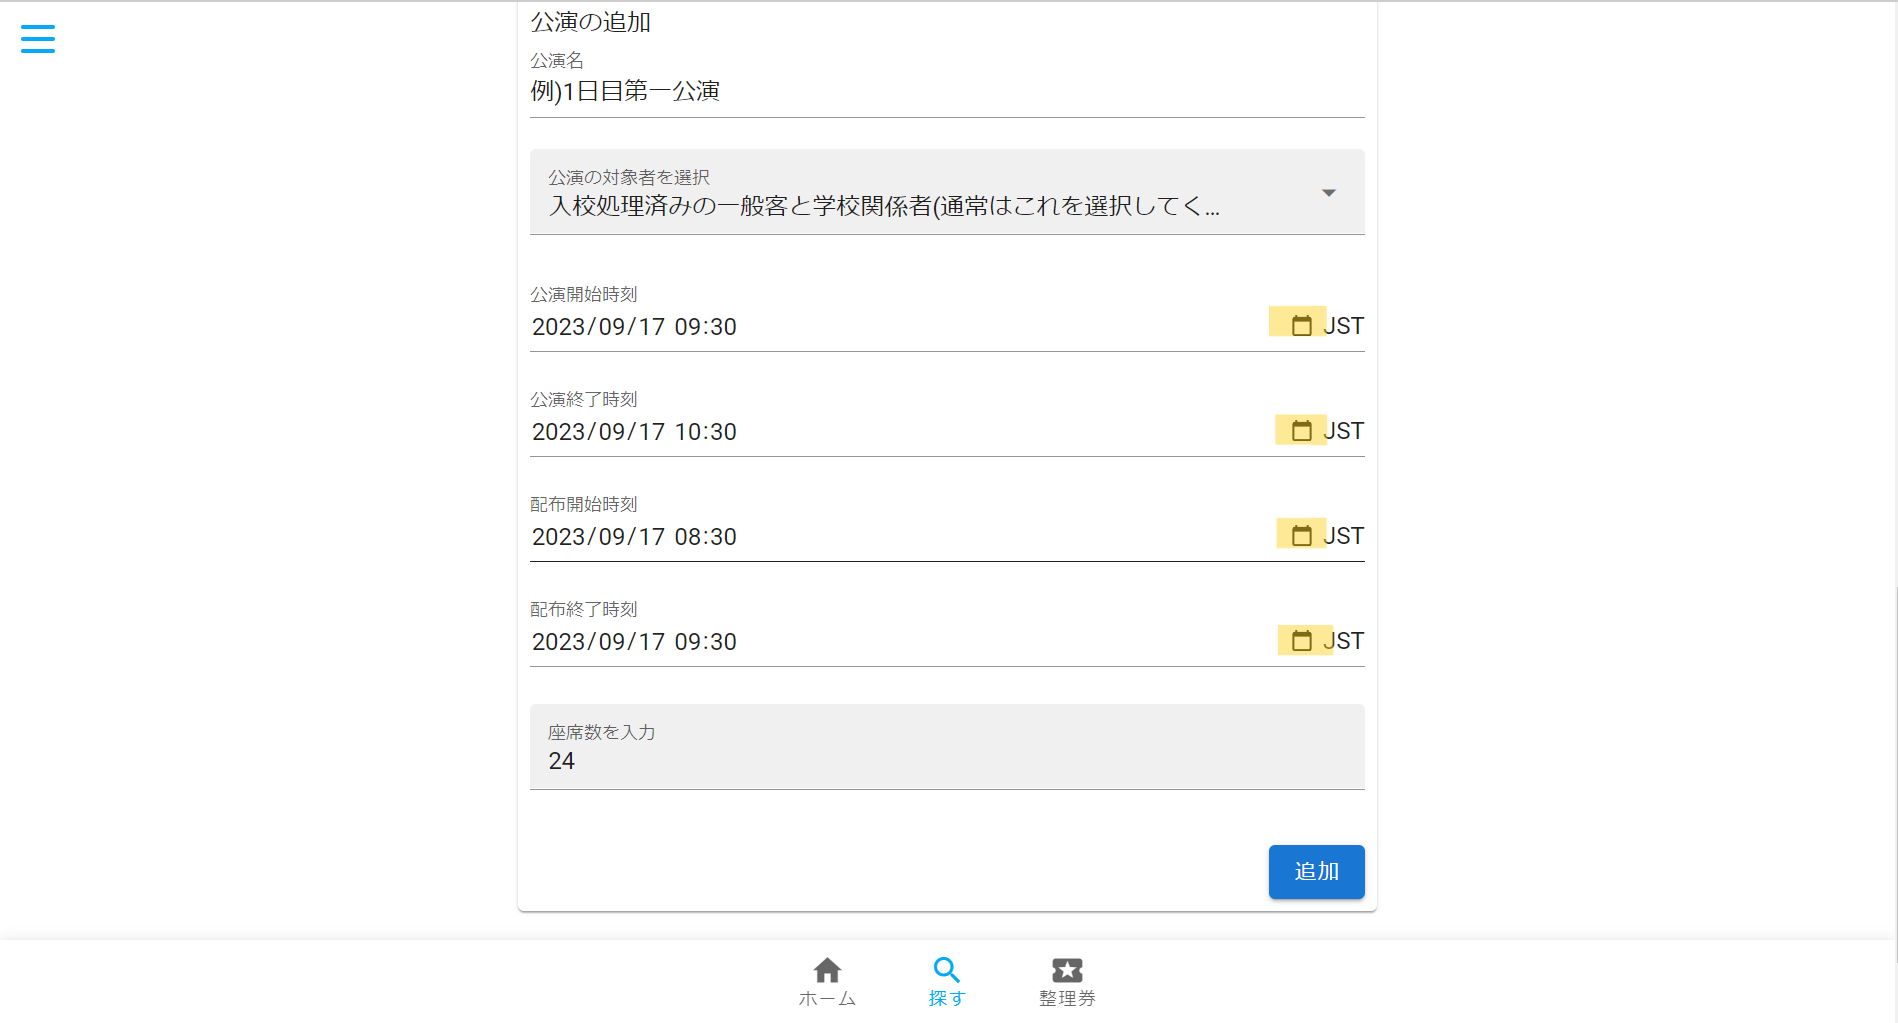 公演の追加
公演名
例)1日目第一公演
公演の対象者を選択
入校処理済みの一般客と学校関係者(通常はこれを選択してく...
公演開始時刻
2023/09/17 09:30 JST
公演終了時刻
2023/09/17 10:30 JST
配布開始時刻
2023/09/17 08:30 JST
配布終了時刻
2023/09/17 09:30 JST
座席数を入力
24
追加
ホーム 探す 整理券